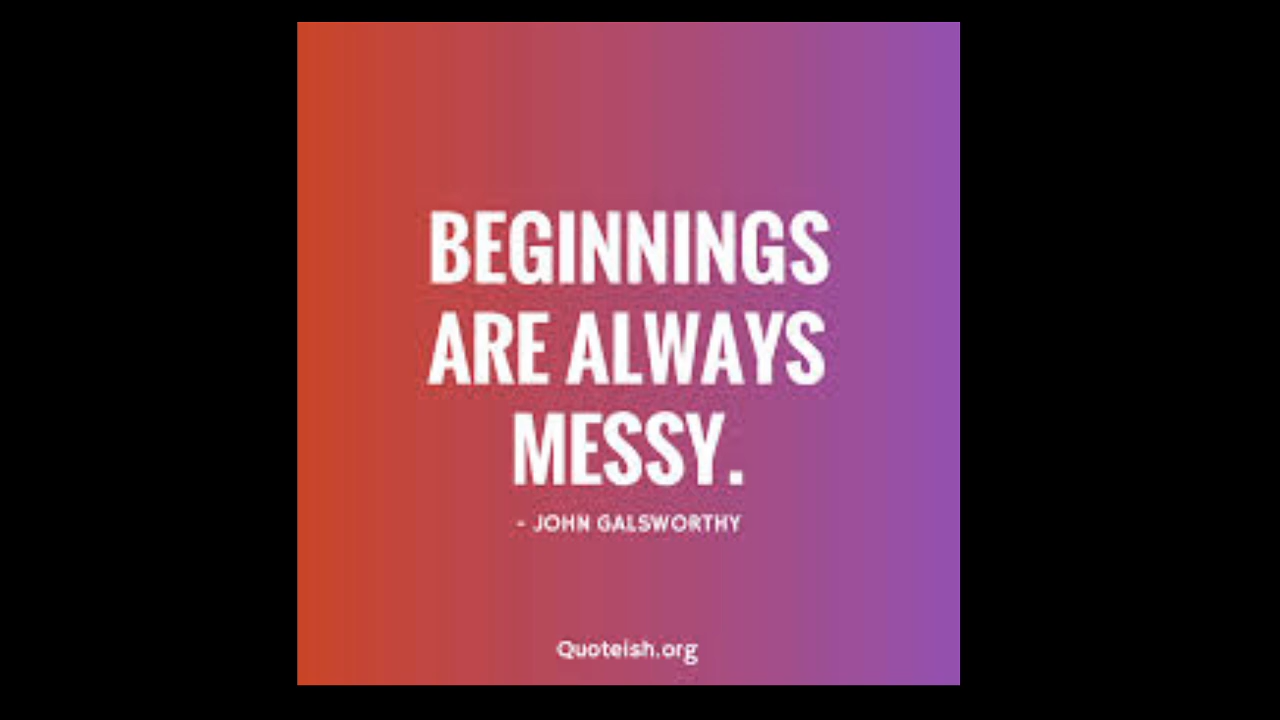 BEGINNINGS
ARE ALWAYS
MESSY.
- JOHN GALSWORTHY
Quoteish.org